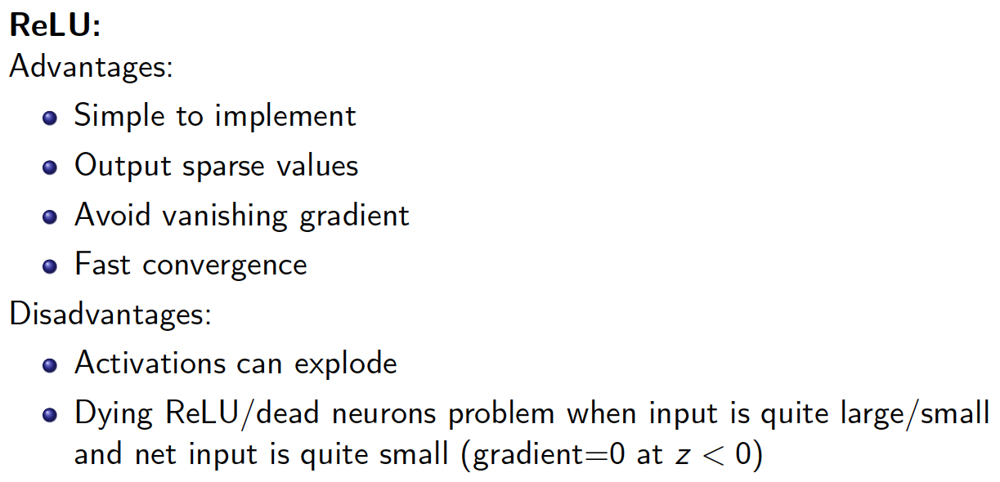 ReLU:
Advantages:
Simple to implement
Output sparse values
Avoid vanishing gradient
Fast convergence
Disadvantages:
Activations can explode
Dying ReLU/dead neurons problem when input is quite large/small
and net input is quite small (gradient=0 at z < 0)